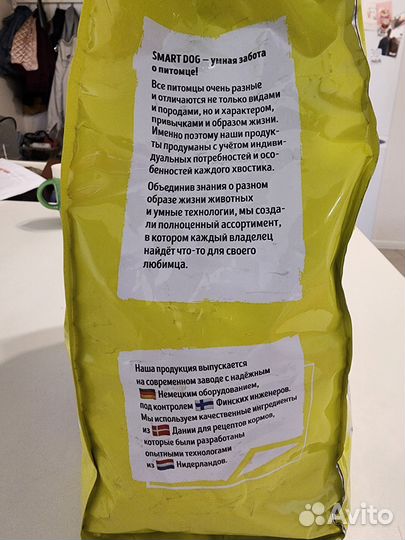 SMART DOG – умная забота
о питомце!
Все питомцы очень разные
и отличаются не только видами
и породами, но и характером,
привычками и образом жизни.
Именно поэтому наши продук-
ты продуманы с учётом индиви-
дуальных потребностей и осо-
бенностей каждого хвостика.
Объединив знания о разном
образе жизни животных
и умные технологии, мы созда-
ли полноценный ассортимент,
в котором каждый владелец
найдёт что-то для своего
любимца.
Наша продукция выпускается
на современном заводе с надёжным
Немецким оборудованием,
под контролем Финских инженеров.
Мы используем качественные ингредиенты
из Дании для рецептов кормов,
которые были разработаны
опытными технологами
из Нидерландов.
Avito